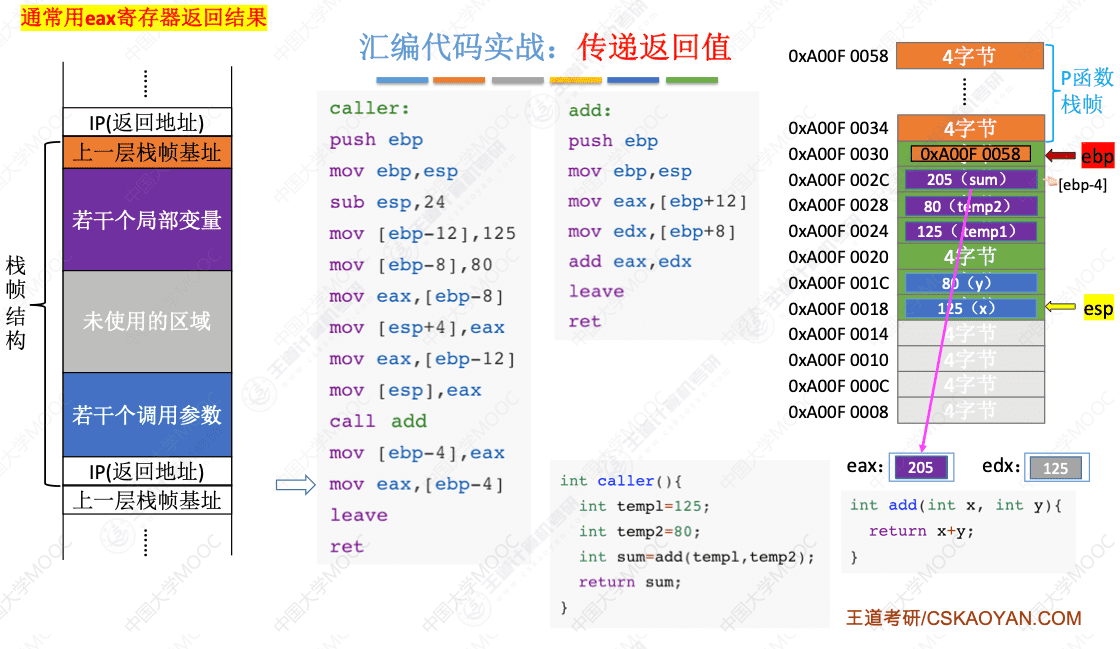 通常用eax寄存器返回结果
汇编代码实战：传递返回值
IP(返回地址)
上一层栈帧基址
若干个局部变量
未使用的区域
若干个调用参数
IP(返回地址)
上一层栈帧基址
栈帧结构
caller:
push ebp
mov ebp,esp
sub esp,24
mov [ebp-12],125
mov [ebp-8],80
mov eax,[ebp-8]
mov [esp+4],eax
mov eax,[ebp-12]
mov [esp],eax
call add
mov [ebp-4],eax
mov eax,[ebp-4]
leave
ret
add:
push ebp
mov ebp,esp
mov eax,[ebp+12]
mov edx,[ebp+8]
add eax,edx
leave
ret
int caller(){
int temp1=125;
int temp2=80;
int sum=add(temp1,temp2);
return sum;
}
0xA00F 0058 4字节
P函数
栈帧
0xA00F 0034 4字节
0xA00F 0030 0xA00F 0058 ebp
0xA00F 002C 205（sum） [ebp-4]
0xA00F 0028 80（temp2）
0xA00F 0024 125（temp1）
0xA00F 0020 4字节
0xA00F 001C 80（y）
0xA00F 0018 125（x） esp
0xA00F 0014 4字节
0xA00F 0010 4字节
0xA00F 000C 4字节
0xA00F 0008 4字节
eax: 205 edx: 125
int add(int x, int y){
return x+y;
}
王道考研/CSKAOYAN.COM